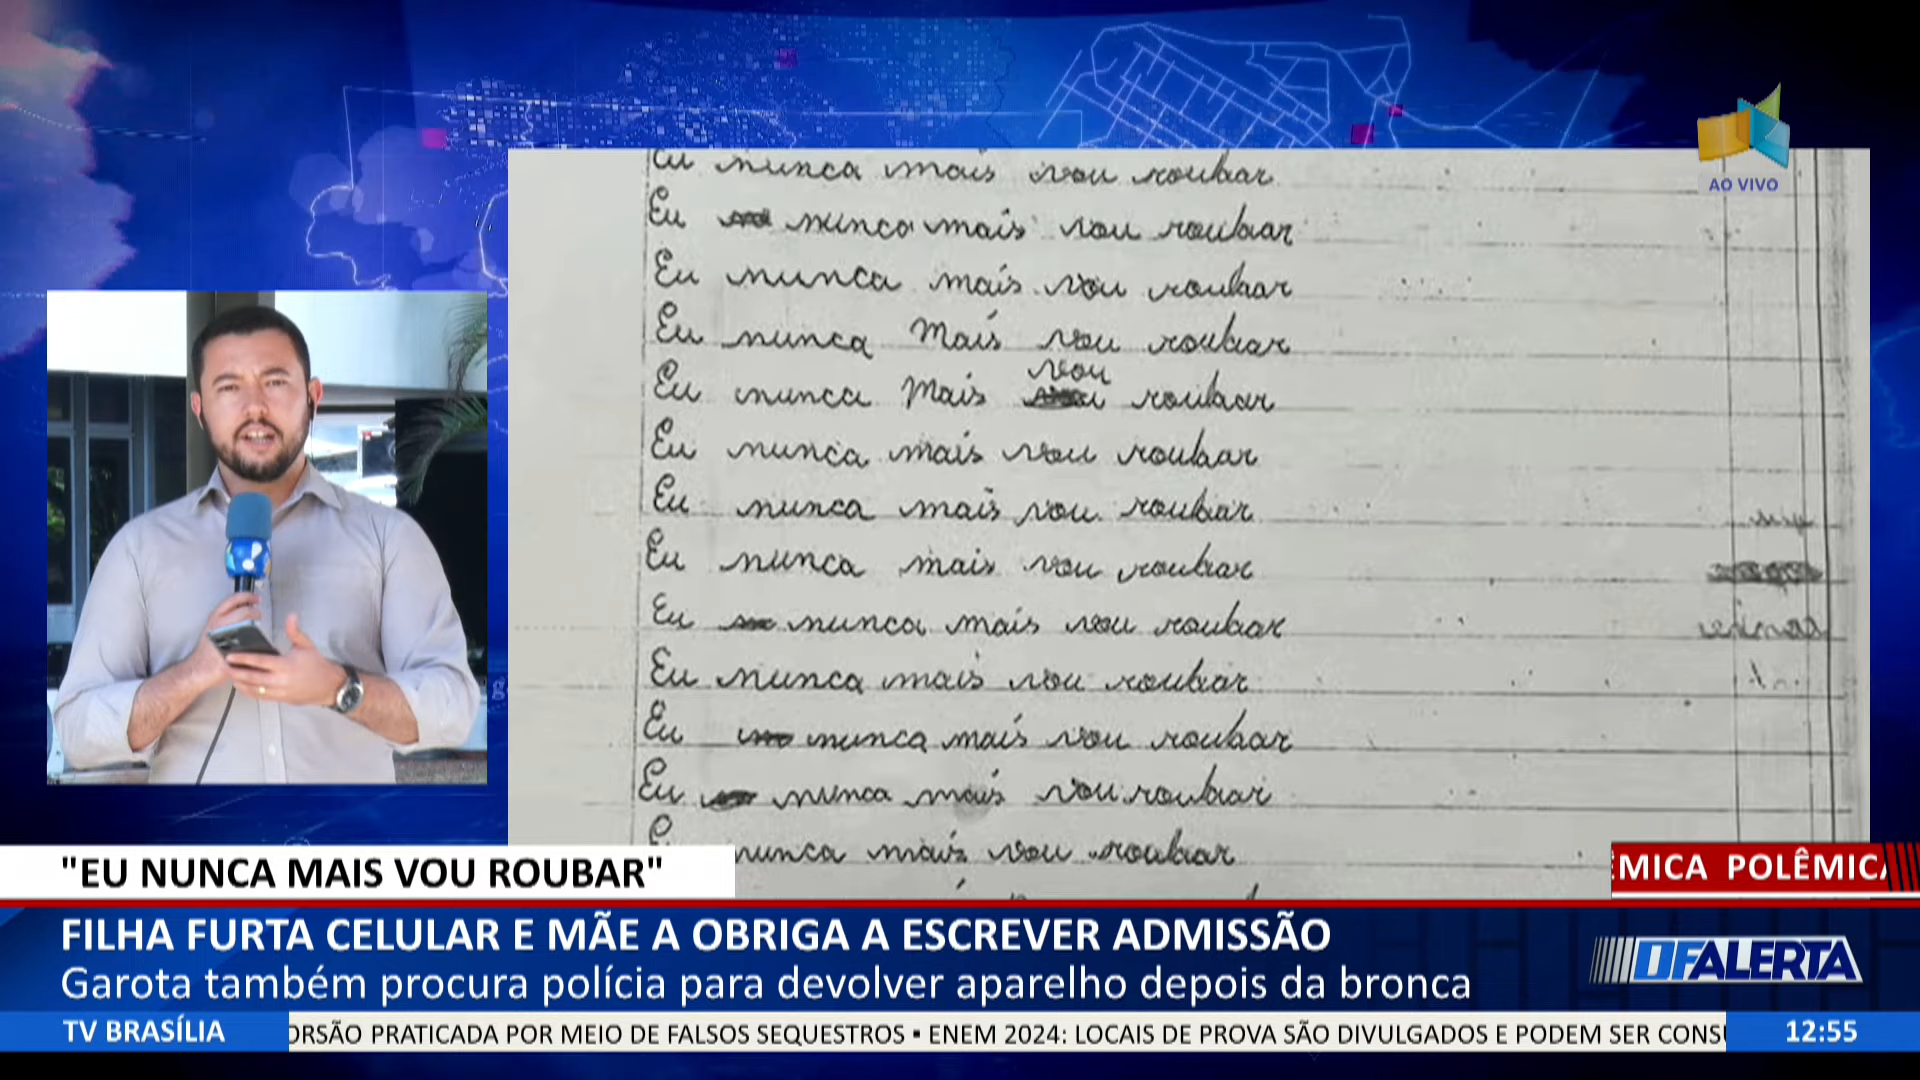 AO VIVO
Eu nunca mais vou roubar
Eu nunca mais vou roubar
Eu nunca mais vou roubar
Eu nunca Mais vou roubar
vou
Eu nunca Mais roubar
Eu nunca mais vou roubar
Eu nunca mais vou roubar
Eu nunca mais vou roubar
Eu nunca mais vou roubar
Eu nunca mais vou roubar
Eu nunca mais vou roubar
Eu nunca mais vou roubar
nunca mais vou roubar
"EU NUNCA MAIS VOU ROUBAR"
MICA POLÊMICA
FILHA FURTA CELULAR E MÃE A OBRIGA A ESCREVER ADMISSÃO
Garota também procura polícia para devolver aparelho depois da bronca
DFALERTA
TV BRASÍLIA
ORSÃO PRATICADA POR MEIO DE FALSOS SEQUESTROS ▪ ENEM 2024: LOCAIS DE PROVA SÃO DIVULGADOS E PODEM SER CONSU
12:55